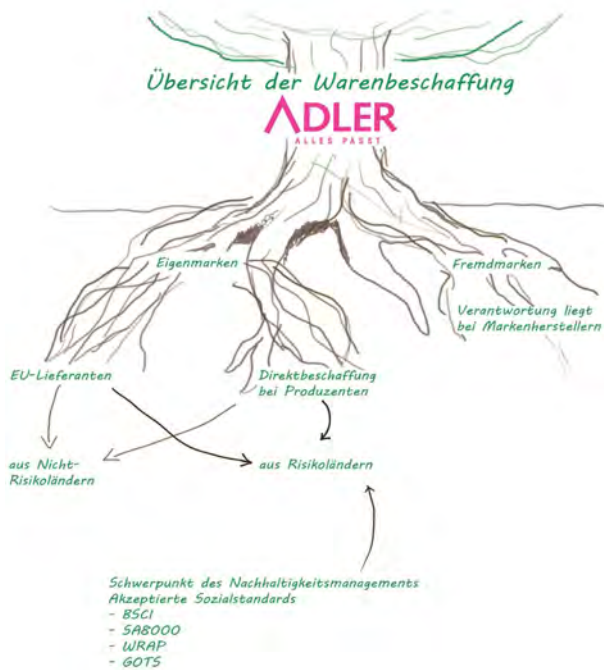 Übersicht der Warenbeschaffung
ADLER
ALLES PASST
Eigenmarken
Fremdmarken
Verantwortung liegt
bei Markenherstellern
EU-Lieferanten
Direktbeschaffung
bei Produzenten
aus Nicht-
Risikoländern
aus Risikoländern
Schwerpunkt des Nachhaltigkeitsmanagements
Akzeptierte Sozialstandards
- BSCI
- SA8000
- WRAP
- GOTS